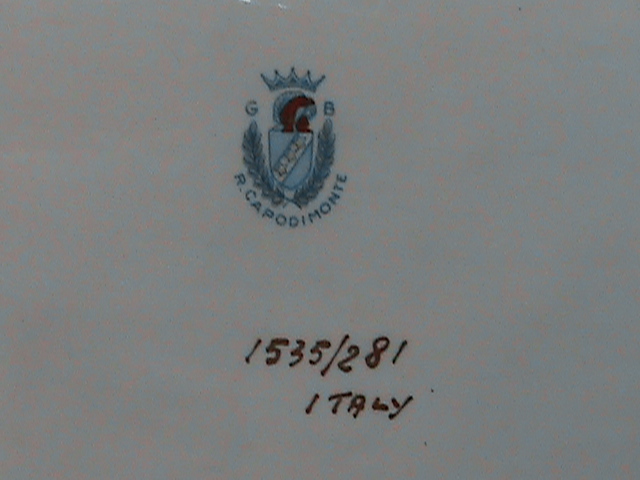 G B
R. CAPODIMONTE
1535/281
ITALY